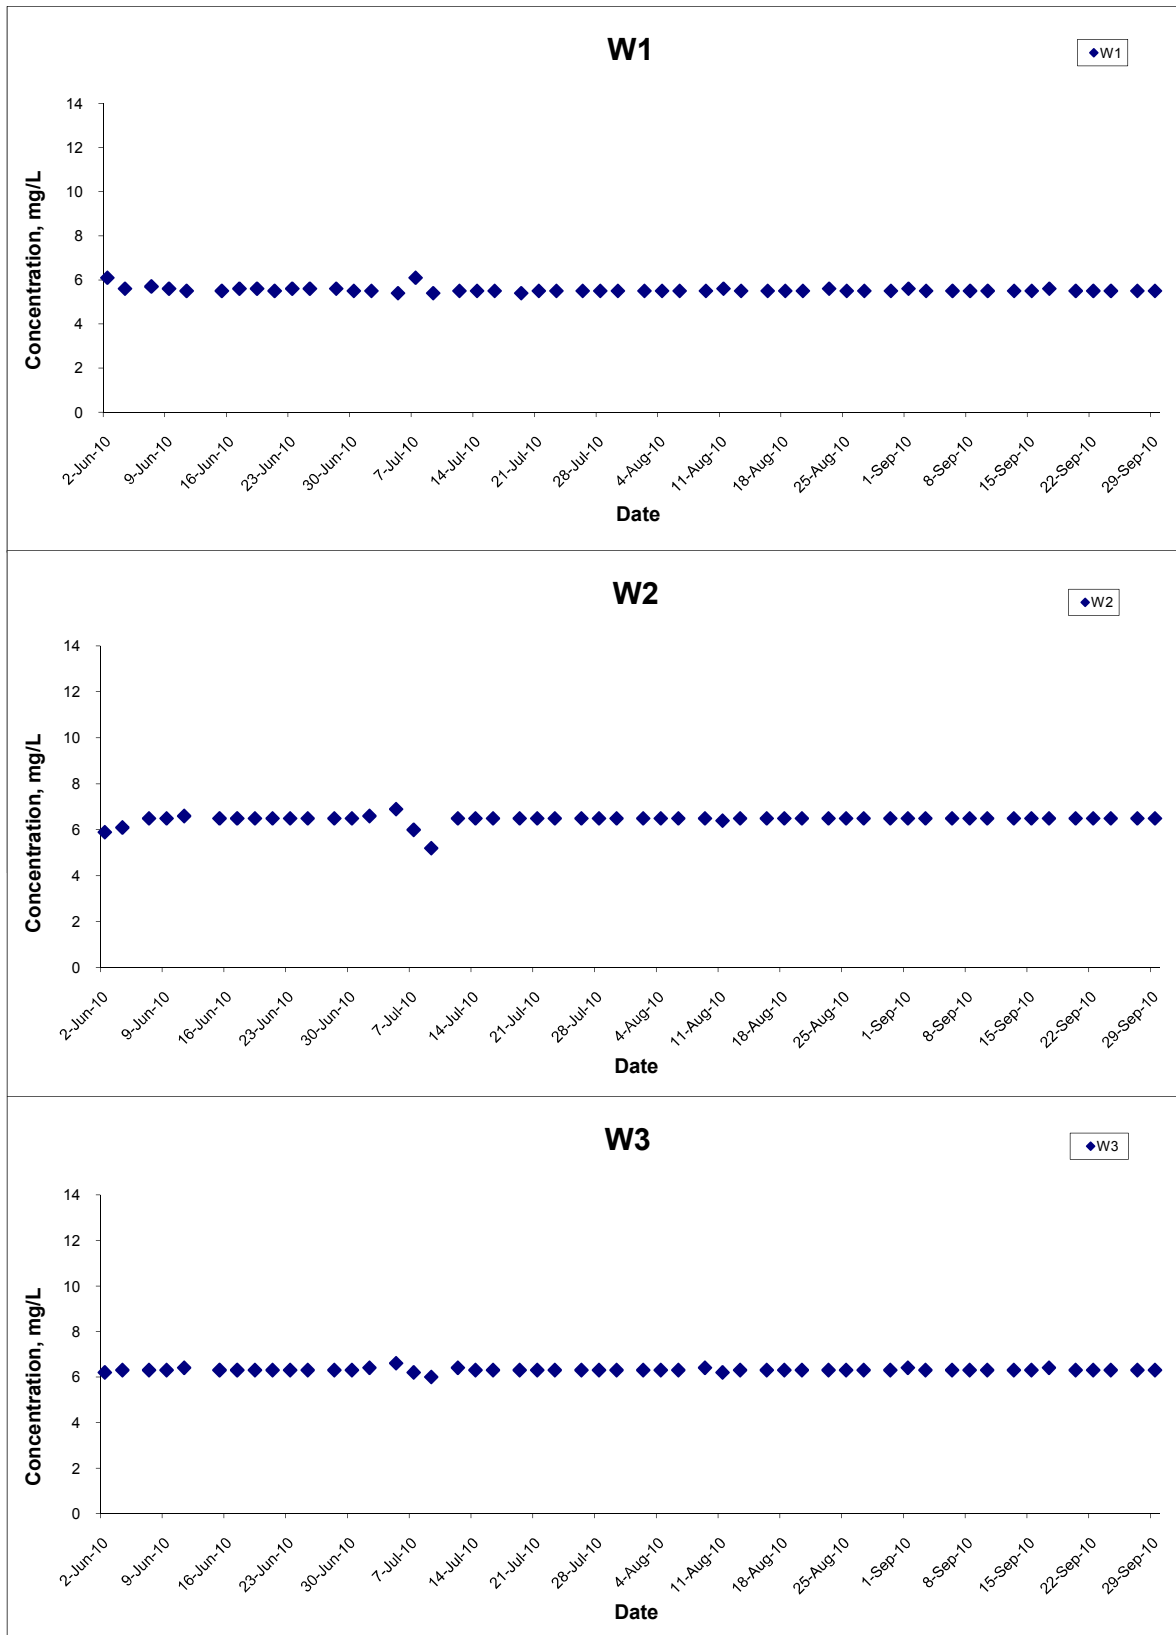 W1
W1
14
12
10
8
6
4
2
0
Concentration, mg/L
2-Jun-10
9-Jun-10
16-Jun-10
23-Jun-10
30-Jun-10
7-Jul-10
14-Jul-10
21-Jul-10
28-Jul-10
4-Aug-10
11-Aug-10
18-Aug-10
25-Aug-10
1-Sep-10
8-Sep-10
15-Sep-10
22-Sep-10
29-Sep-10
Date
W2
W2
14
12
10
8
6
4
2
0
Concentration, mg/L
2-Jun-10
9-Jun-10
16-Jun-10
23-Jun-10
30-Jun-10
7-Jul-10
14-Jul-10
21-Jul-10
28-Jul-10
4-Aug-10
11-Aug-10
18-Aug-10
25-Aug-10
1-Sep-10
8-Sep-10
15-Sep-10
22-Sep-10
29-Sep-10
Date
W3
W3
14
12
10
8
6
4
2
0
Concentration, mg/L
2-Jun-10
9-Jun-10
16-Jun-10
23-Jun-10
30-Jun-10
7-Jul-10
14-Jul-10
21-Jul-10
28-Jul-10
4-Aug-10
11-Aug-10
18-Aug-10
25-Aug-10
1-Sep-10
8-Sep-10
15-Sep-10
22-Sep-10
29-Sep-10
Date